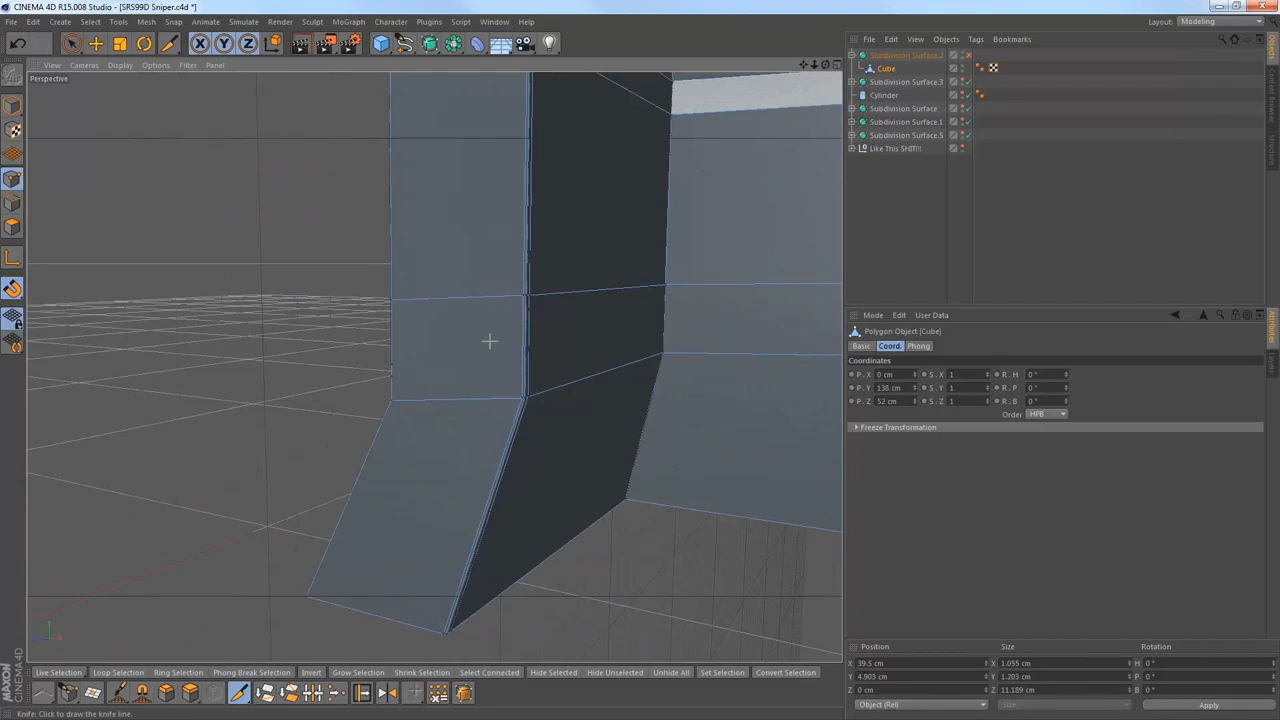 CINEMA 4D R15.008 Studio - [SRS99D Sniper.c4d *]
File Edit Create Select Tools Mesh Snap Animate Simulate Render Sculpt MoGraph Character Plugins Script Window Help
Layout: Modeling
X Y Z
View Cameras Display Options Filter Panel
Perspective
File Edit View Objects Tags Bookmarks
Subdivision Surface.2
Cube
Subdivision Surface.3
Cylinder
Subdivision Surface
Subdivision Surface.1
Subdivision Surface.5
Like This SHIT!!!
Objects
Content Browser
Structure
Mode Edit User Data
Polygon Object [Cube]
Basic Coord. Phong
Coordinates
P . X 0 cm S . X 1 R . H 0 °
P . Y 138 cm S . Y 1 R . P 0 °
P . Z 52 cm S . Z 1 R . B 0 °
Order HPB
Freeze Transformation
Attributes
Layers
Position Size Rotation
X 39.5 cm X 1.055 cm H 0 °
Y 4.903 cm Y 1.203 cm P 0 °
Z 0 cm Z 11.189 cm B 0 °
Object (Rel) Size Apply
Live Selection Loop Selection Ring Selection Phong Break Selection Invert Grow Selection Shrink Selection Select Connected Hide Selected Hide Unselected Unhide All Set Selection Convert Selection
MAXON CINEMA 4D
Knife: Click to draw the knife line.